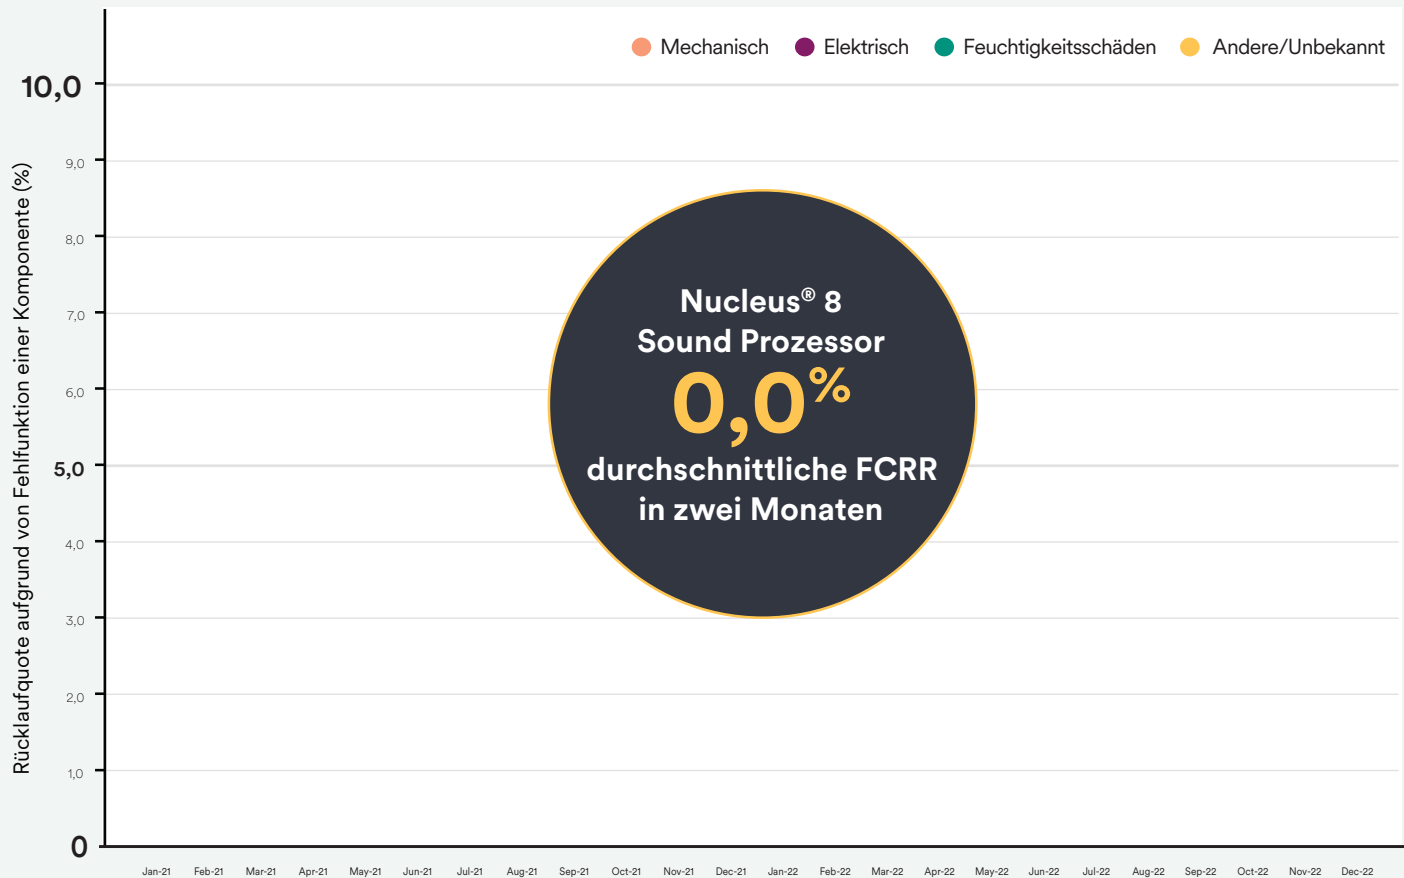 Mechanisch
Elektrisch
Feuchtigkeitsschäden
Andere/Unbekannt
Rücklaufquote aufgrund von Fehlfunktion einer Komponente (%)
10,0
9,0
8,0
7,0
6,0
5,0
4,0
3,0
2,0
1,0
0
Nucleus® 8
Sound Prozessor
0,0%
durchschnittliche FCRR
in zwei Monaten
Jan-21
Feb-21
Mar-21
Apr-21
May-21
Jun-21
Jul-21
Aug-21
Sep-21
Oct-21
Nov-21
Dec-21
Jan-22
Feb-22
Mar-22
Apr-22
May-22
Jun-22
Jul-22
Aug-22
Sep-22
Oct-22
Nov-22
Dec-22